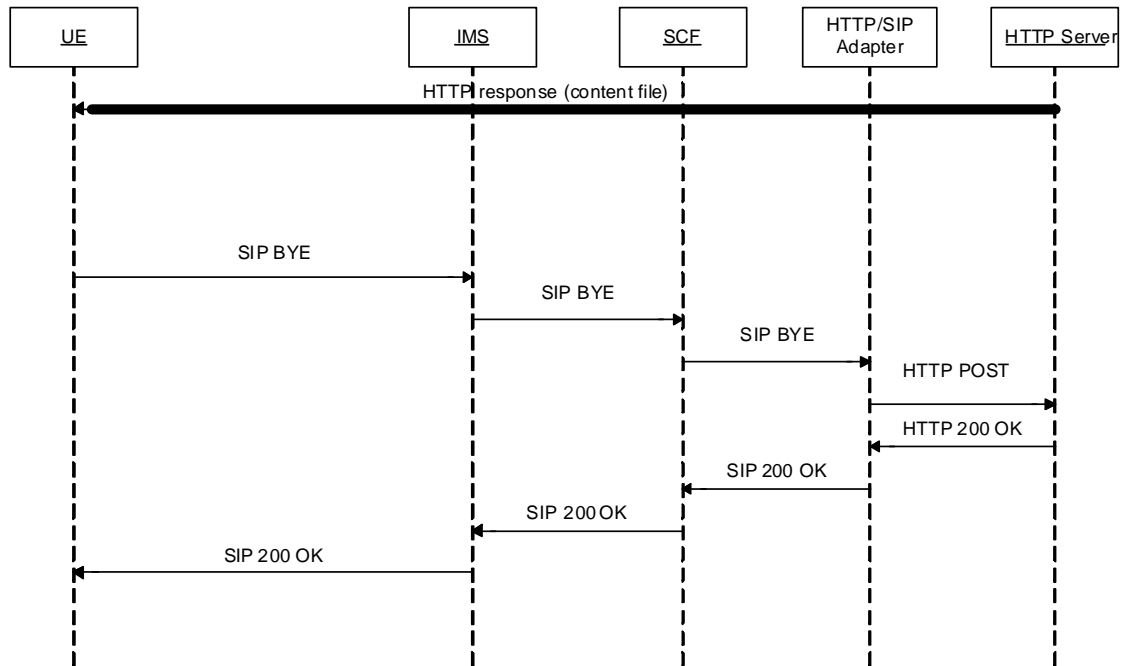 UE
IMS
SCF
HTTP/SIP
Adapter
HTTP Server
HTTP response (content file)
SIP BYE
SIP BYE
SIP BYE
HTTP POST
HTTP 200 OK
SIP 200 OK
SIP 200 OK
SIP 200 OK